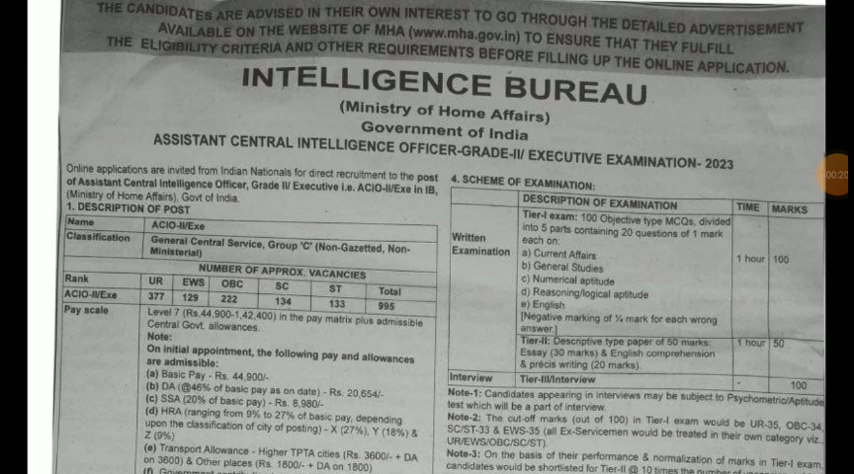 THE CANDIDATES ARE ADVISED IN THEIR OWN INTEREST TO GO THROUGH THE DETAILED ADVERTISEMENT
AVAILABLE ON THE WEBSITE OF MHA (www.mha.gov.in) TO ENSURE THAT THEY FULFILL
THE ELIGIBILITY CRITERIA AND OTHER REQUIREMENTS BEFORE FILLING UP THE ONLINE APPLICATION.
INTELLIGENCE BUREAU
(Ministry of Home Affairs)
Government of India
ASSISTANT CENTRAL INTELLIGENCE OFFICER-GRADE-II/ EXECUTIVE EXAMINATION- 2023
Online applications are invited from Indian Nationals for direct recruitment to the post
of Assistant Central Intelligence Officer, Grade II/ Executive i.e. ACIO-II/Exe in IB,
(Ministry of Home Affairs), Govt of India.
1. DESCRIPTION OF POST
Name ACIO-II/Exe
Classification General Central Service, Group 'C' (Non-Gazetted, Non-
Ministerial)
NUMBER OF APPROX. VACANCIES
Rank UR EWS OBC SC ST Total
ACIO-II/Exe 377 129 222 134 133 995
Pay scale Level 7 (Rs.44,900-1,42,400) in the pay matrix plus admissible
Central Govt. allowances.
Note:
On initial appointment, the following pay and allowances
are admissible:
(a) Basic Pay - Rs. 44,900/-
(b) DA (@46% of basic pay as on date) - Rs. 20,654/-
(c) SSA (20% of basic pay) - Rs. 8,980/-
(d) HRA (ranging from 9% to 27% of basic pay, depending
upon the classification of city of posting) - X (27%), Y (18%) &
Z (9%)
(e) Transport Allowance - Higher TPTA cities (Rs. 3600/- + DA
on 3600) & Other places (Rs. 1800/- + DA on 1800)
4. SCHEME OF EXAMINATION:
DESCRIPTION OF EXAMINATION TIME MARKS
Written
Examination
Tier-I exam: 100 Objective type MCQs, divided
into 5 parts containing 20 questions of 1 mark
each on:
a) Current Affairs
b) General Studies
c) Numerical aptitude
d) Reasoning/logical aptitude
e) English
[Negative marking of ¼ mark for each wrong
answer.]
1 hour 100
Tier-II: Descriptive type paper of 50 marks:
Essay (30 marks) & English comprehension
& précis writing (20 marks).
1 hour 50
Interview Tier-III/Interview - 100
Note-1: Candidates appearing in interviews may be subject to Psychometric/Aptitude
test which will be a part of interview.
Note-2: The cut-off marks (out of 100) in Tier-I exam would be UR-35, OBC-34,
SC/ST-33 & EWS-35 (all Ex-Servicemen would be treated in their own category viz.
UR/EWS/OBC/SC/ST).
Note-3: On the basis of their performance & normalization of marks in Tier-I exam,
candidates would be shortlisted for Tier-II @ 10 times the number of
00:20